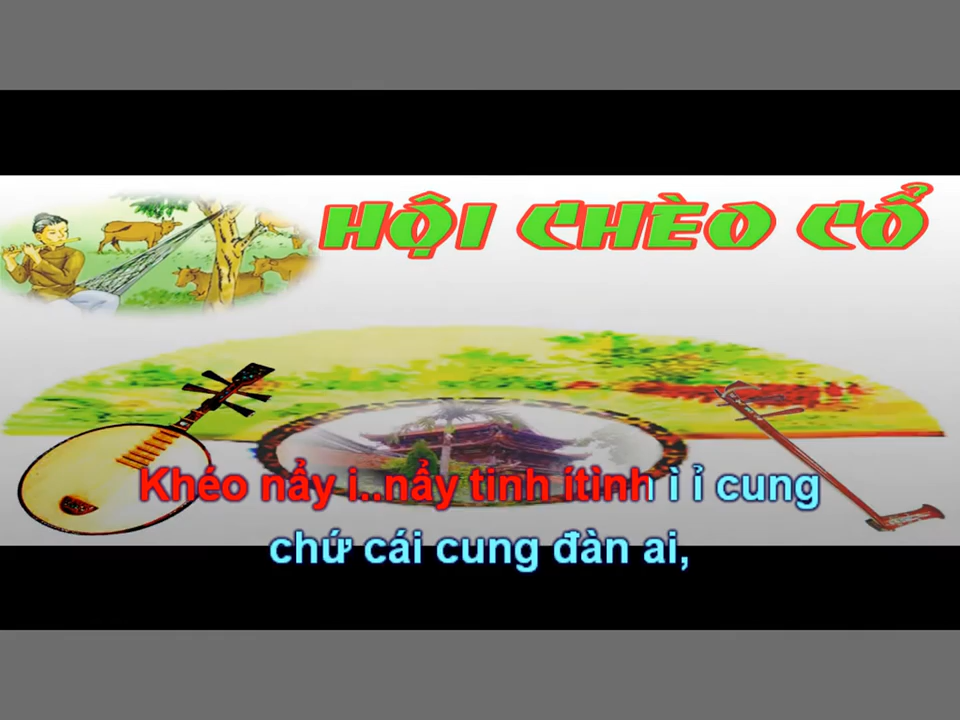 HỘI CHÈO CỔ
Khéo nẩy i..nẩy tinh ítình ì ỉ cung
chứ cái cung đàn ai,